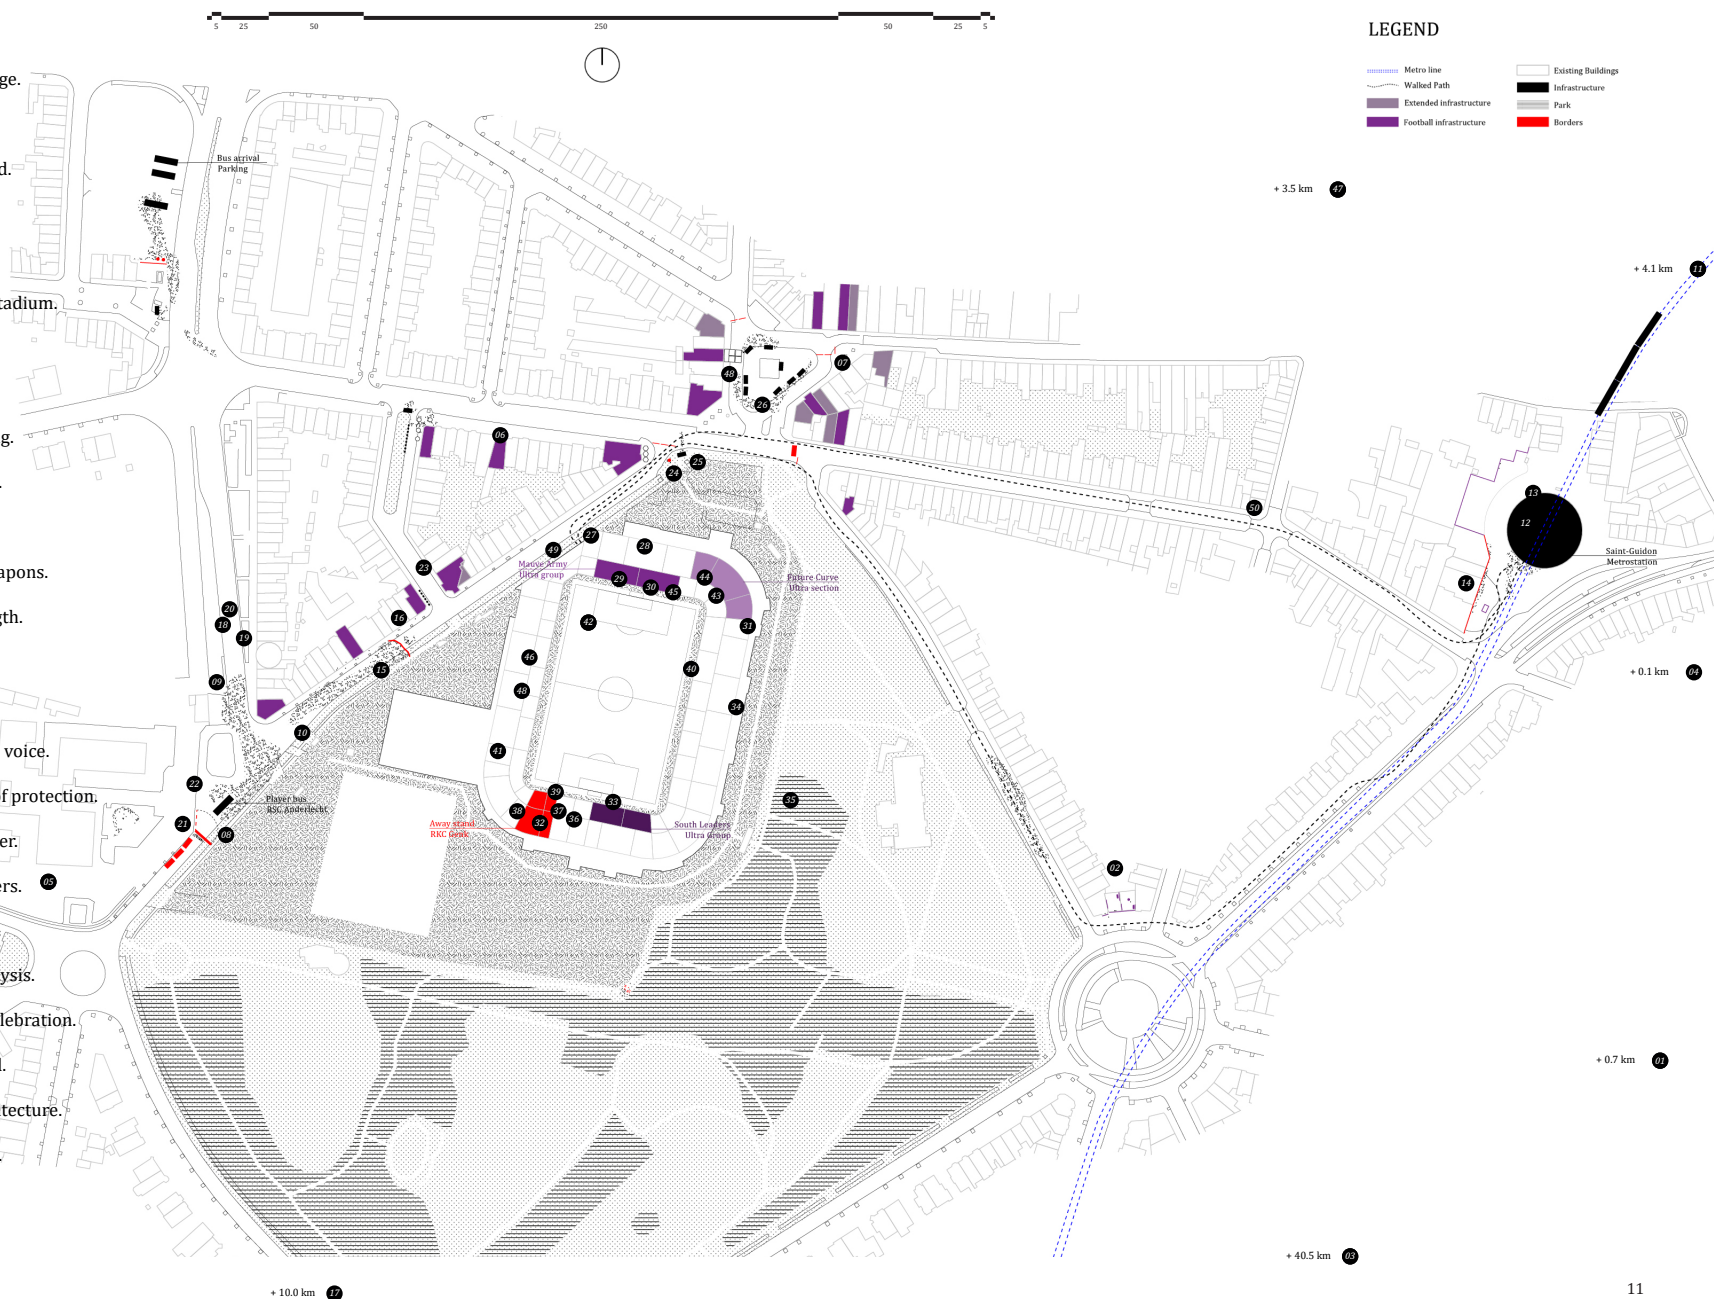 5 25 50 250 50 25 5
LEGEND
Metro line
Walked Path
Extended infrastructure
Football infrastructure
Existing Buildings
Infrastructure
Park
Borders
ge.
d.
tadium.
g.
.
apons.
gth.
voice.
of protection.
er.
ers.
ysis.
lebration.
l.
tecture.
.
Bus arrival
Parking
+ 3.5 km 47
+ 4.1 km 11
07
48
26
06
25
24
50
13
12
Saint-Guidon
Metrostation
14
27
49
28
Mauve Army
Ultra group
29
30
45
44
43
Future Curve
Ultra section
23
16
20
18
19
42
31
15
46
40
+ 0.1 km 04
09
48
34
10
41
22
Player bus
RSC Anderlecht
21
08
39
38
37
36
32
33
35
Away stand
RKC Genk
South Leaders
Ultra Group
05
02
+ 0.7 km 01
+ 40.5 km 03
+ 10.0 km 17
11